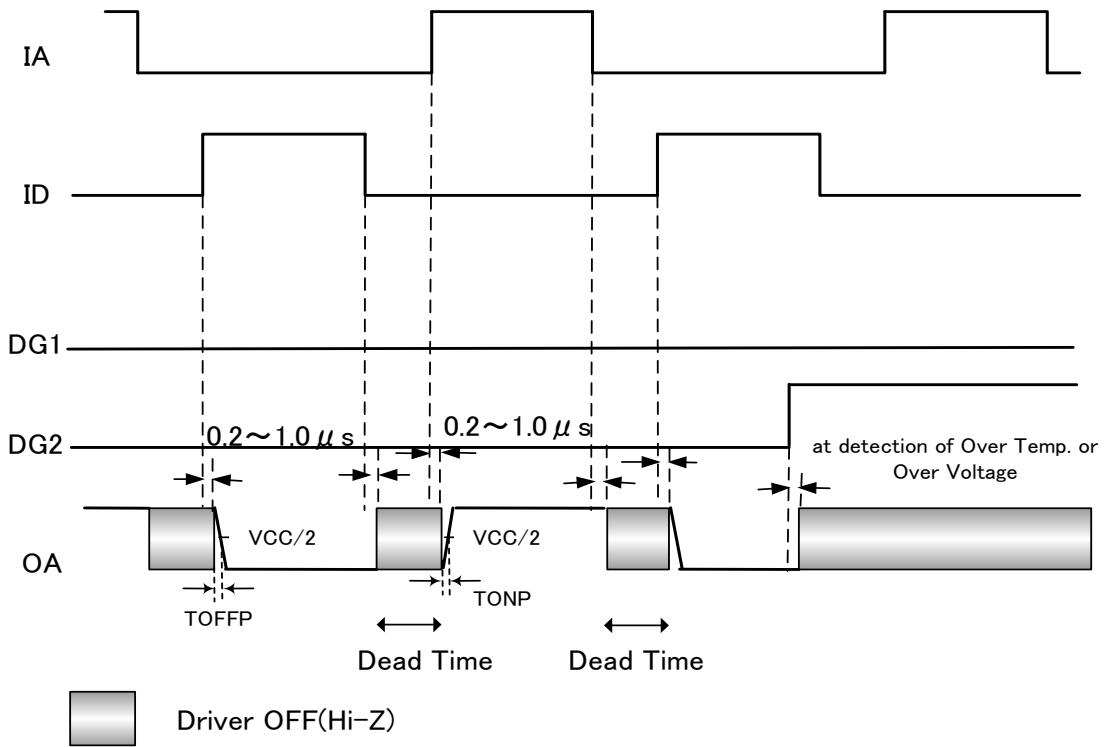 IA
ID
DG1
0.2～1.0μs
0.2～1.0μs
DG2
at detection of Over Temp. or
Over Voltage
VCC/2
VCC/2
OA
TOFFP
TONP
Dead Time
Dead Time
Driver OFF(Hi-Z)